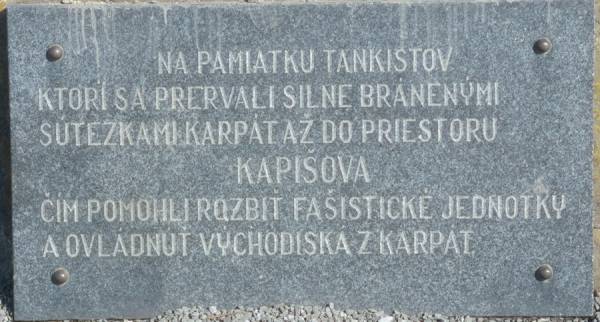 NA PAMIATKU TANKISTOV
KTORÍ SA PRERVALI SILNE BRÁNENÝMI
SÚTEZKAMI KARPÁT AŽ DO PRIESTORU
KAPIŠOVA
ČÍM POMOHLI ROZBIŤ FAŠISTICKÉ JEDNOTKY
A OVLÁDNUŤ VÝCHODISKÁ Z KARPÁT.